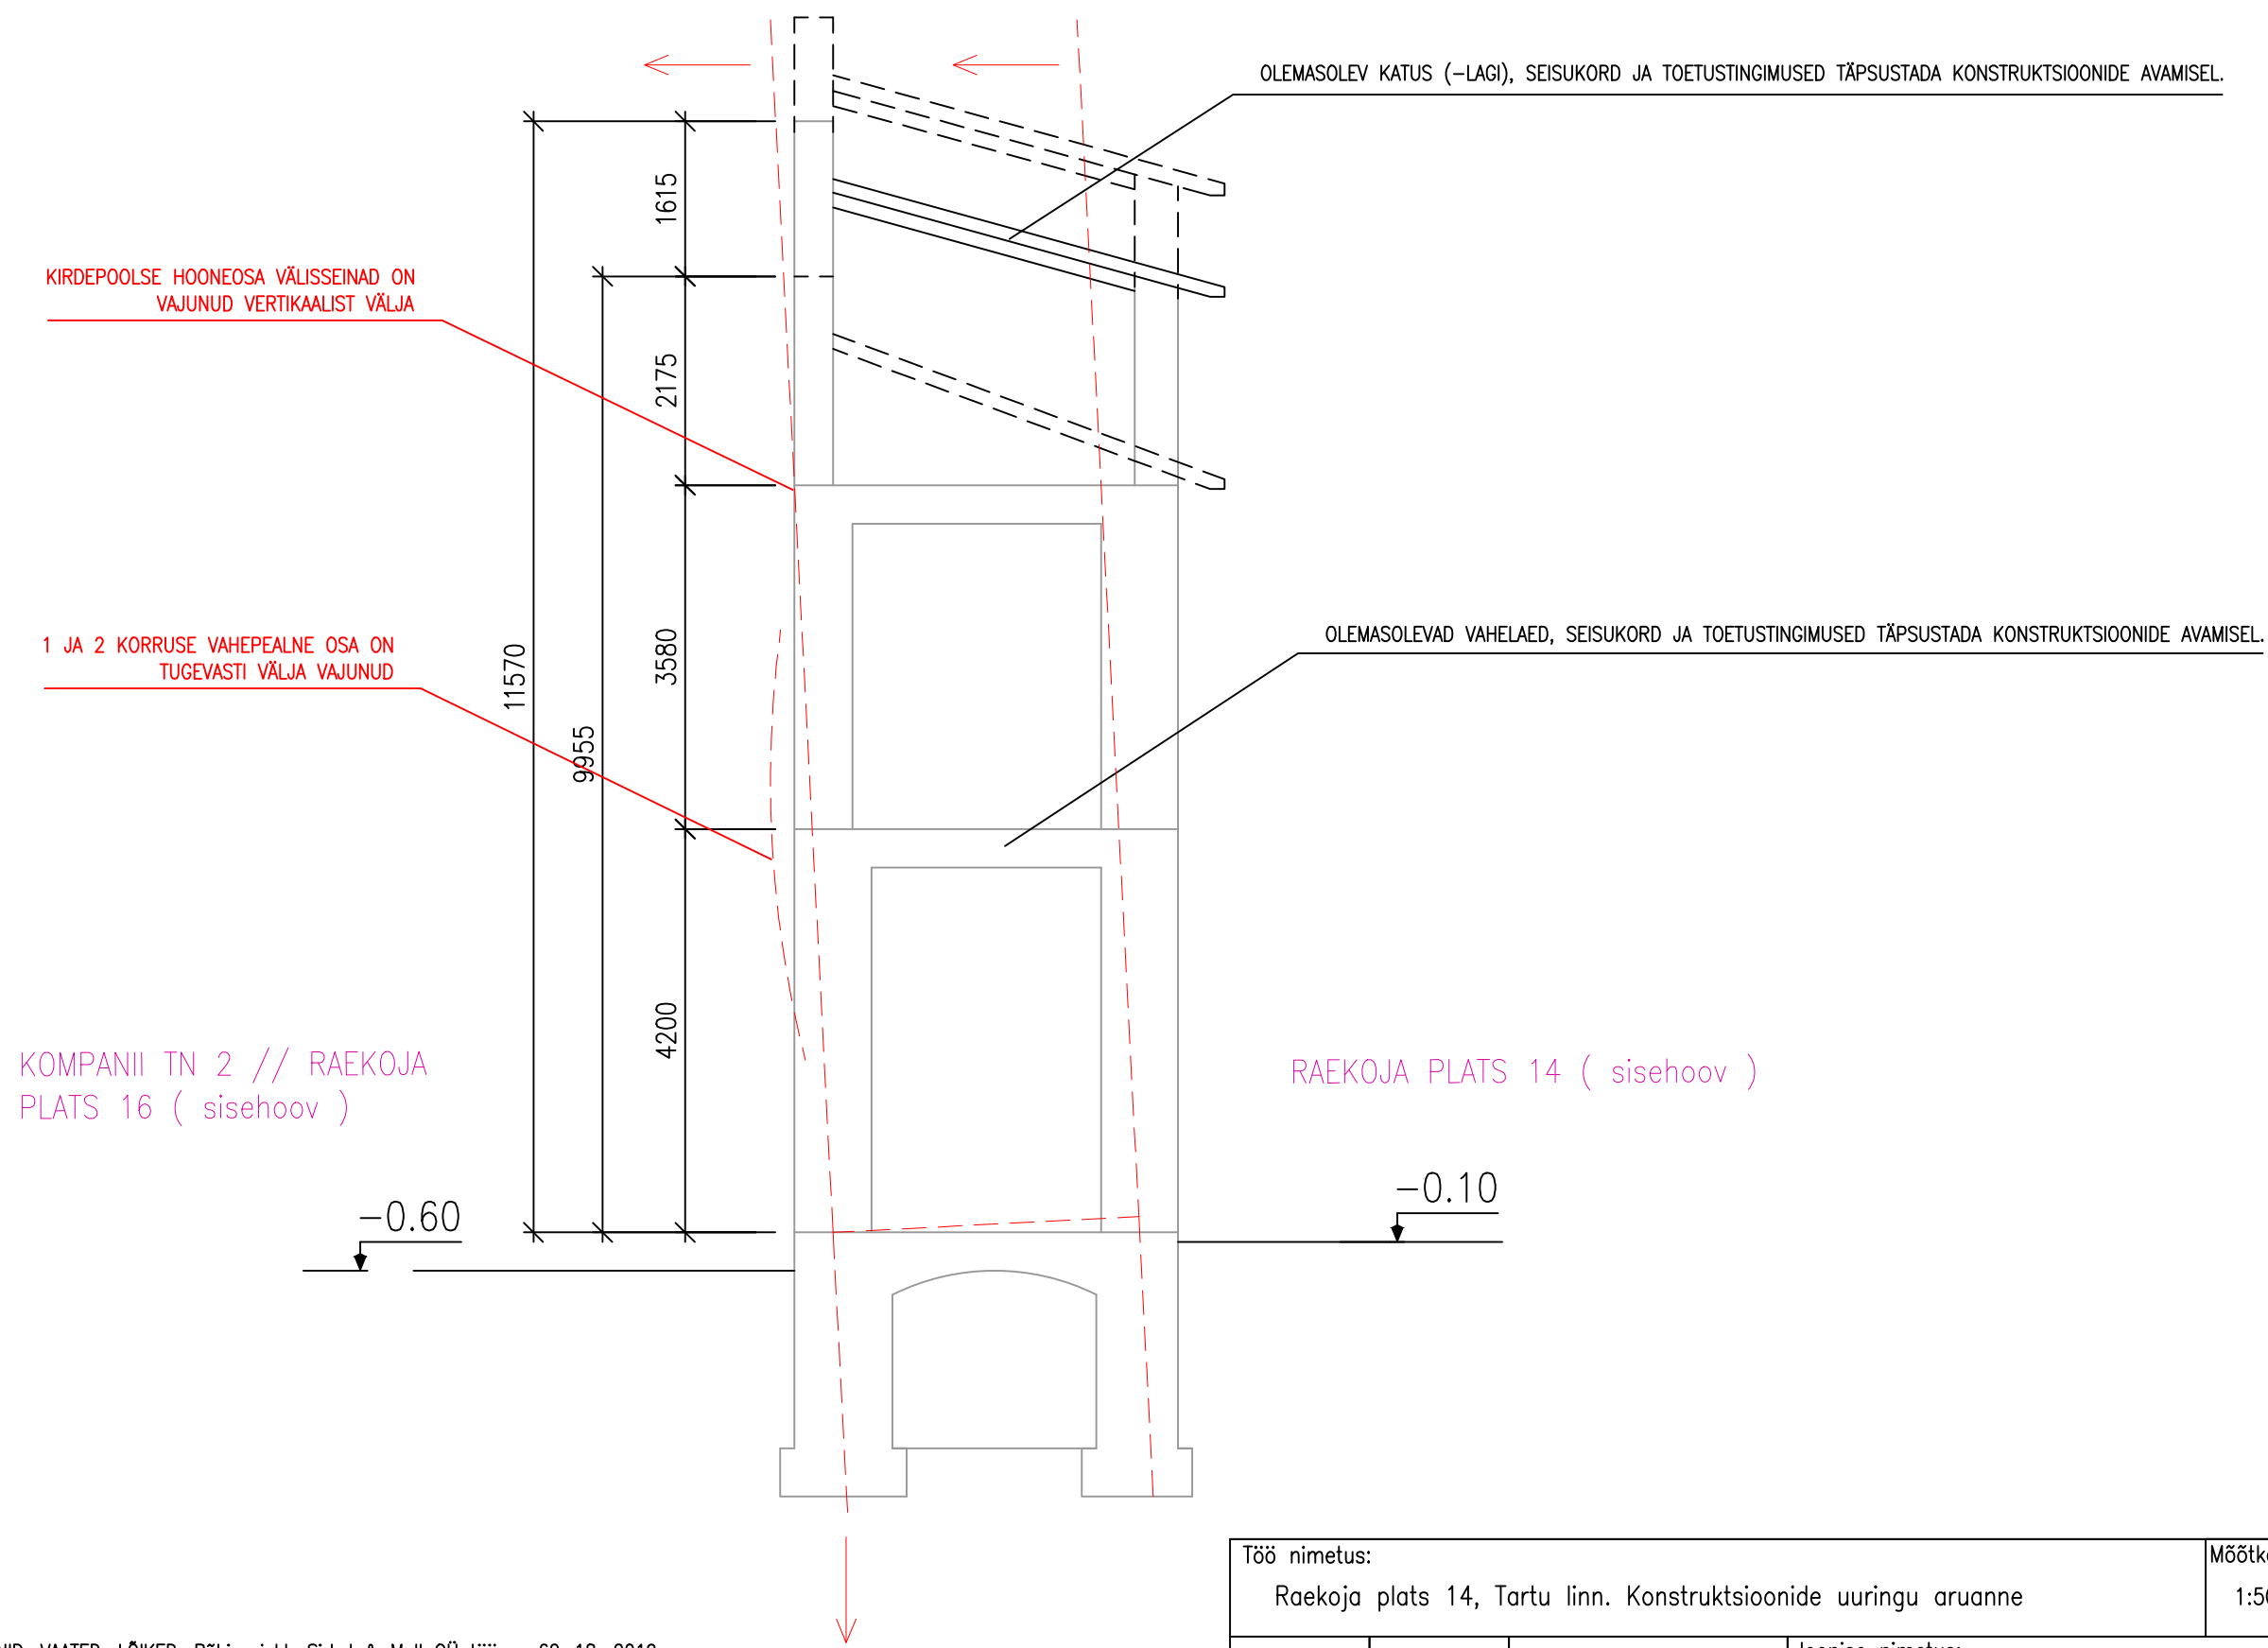 OLEMASOLEV KATUS (-LAGI), SEISUKORD JA TOETUSTINGIMUSED TÄPSUSTADA KONSTRUKTSIOONIDE AVAMISEL.
1615
KIRDEPOOLSE HOONEOSA VÄLISSEINAD ON
VAJUNUD VERTIKAALIST VÄLJA
2175
1 JA 2 KORRUSE VAHEPEALNE OSA ON
TUGEVASTI VÄLJA VAJUNUD
OLEMASOLEVAD VAHELAED, SEISUKORD JA TOETUSTINGIMUSED TÄPSUSTADA KONSTRUKTSIOONIDE AVAMISEL.
11570
9955
3580
4200
KOMPANII TN 2 // RAEKOJA
PLATS 16 ( sisehoov )
RAEKOJA PLATS 14 ( sisehoov )
-0.60
-0.10
Töö nimetus:
Raekoja plats 14, Tartu linn. Konstruktsioonide uuringu aruanne
1:50